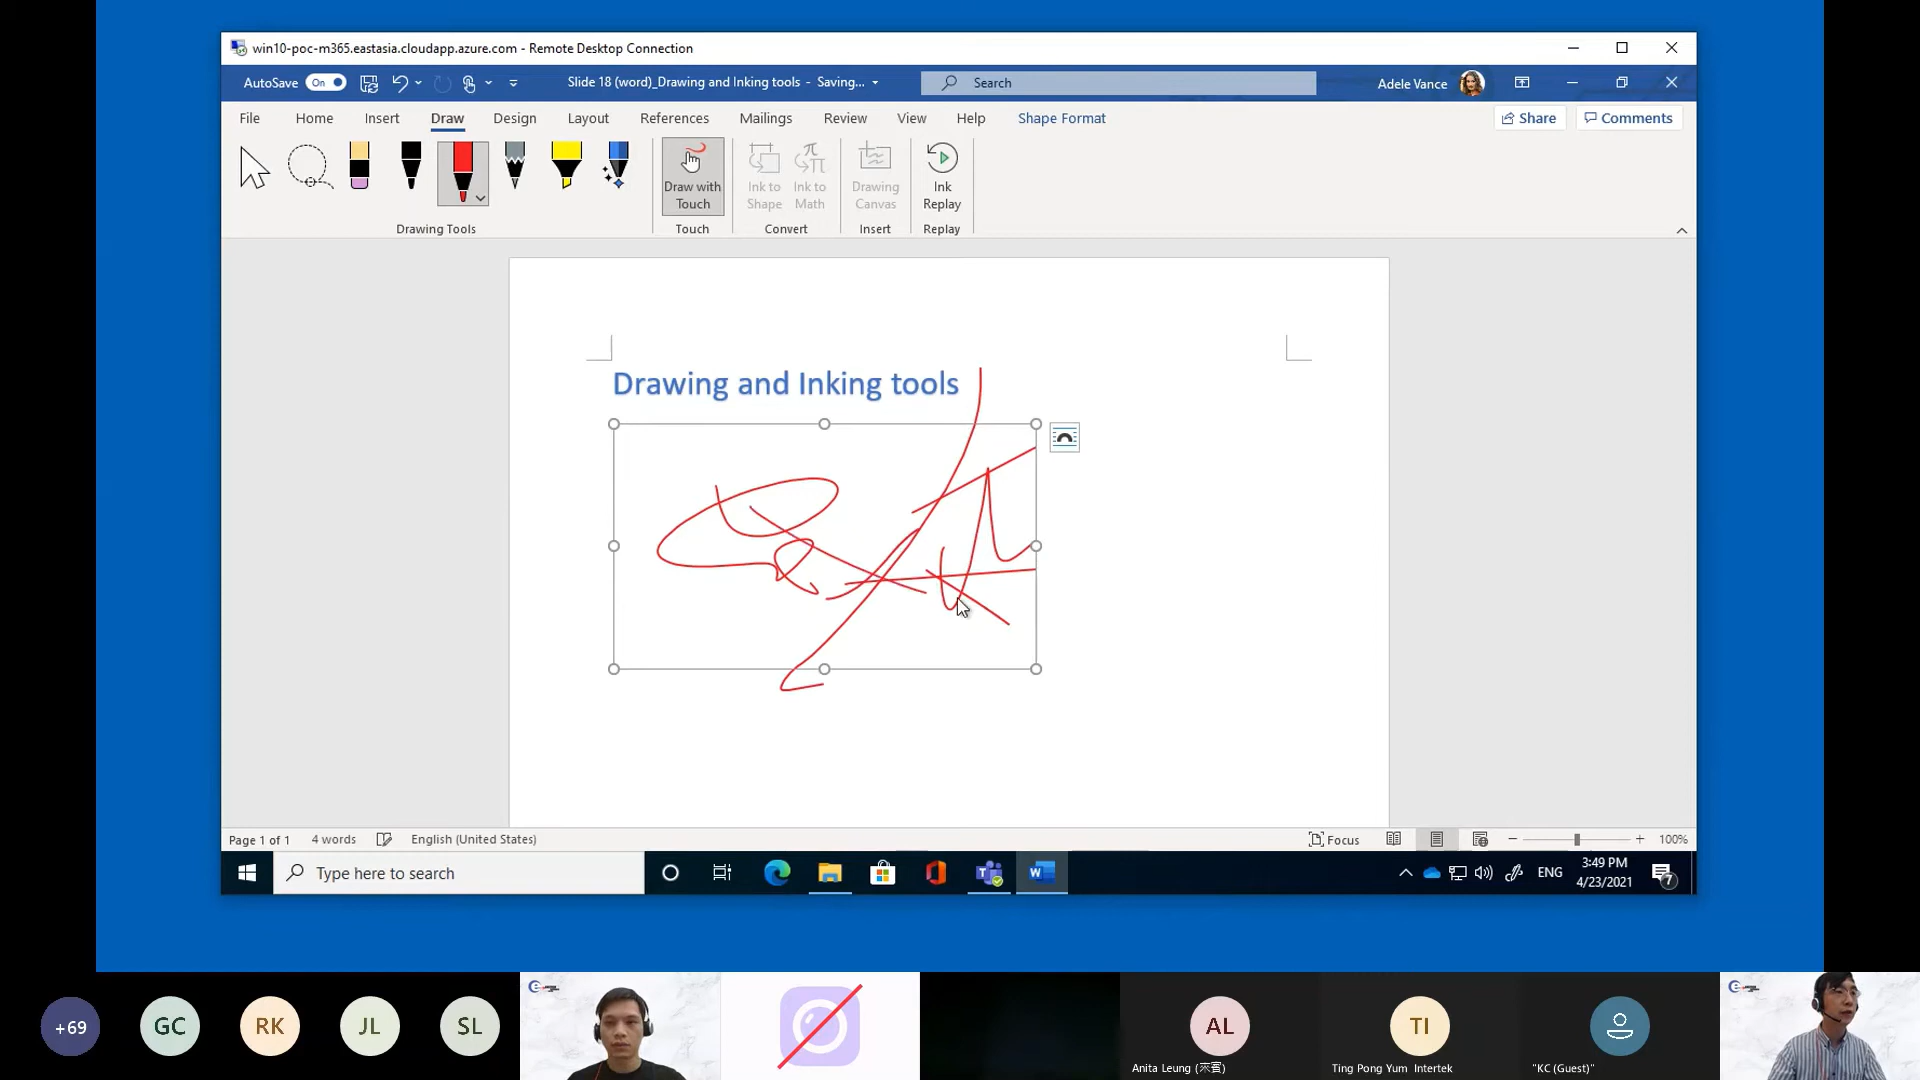 win10-poc-m365.eastasia.cloudapp.azure.com - Remote Desktop Connection
AutoSave On Slide 18 (word)_Drawing and Inking tools - Saving... Search Adele Vance
File Home Insert Draw Design Layout References Mailings Review View Help Shape Format Share Comments
Draw with Touch
Ink to Shape
Ink to Math
Drawing Canvas
Ink Replay
Drawing Tools Touch Convert Insert Replay
Drawing and Inking tools
Page 1 of 1 4 words English (United States) Focus 100%
Type here to search ENG 3:49 PM 4/23/2021 7
+69 GC RK JL SL AL TI
Anita Leung (來賓) Ting Pong Yum Intertek "KC (Guest)"